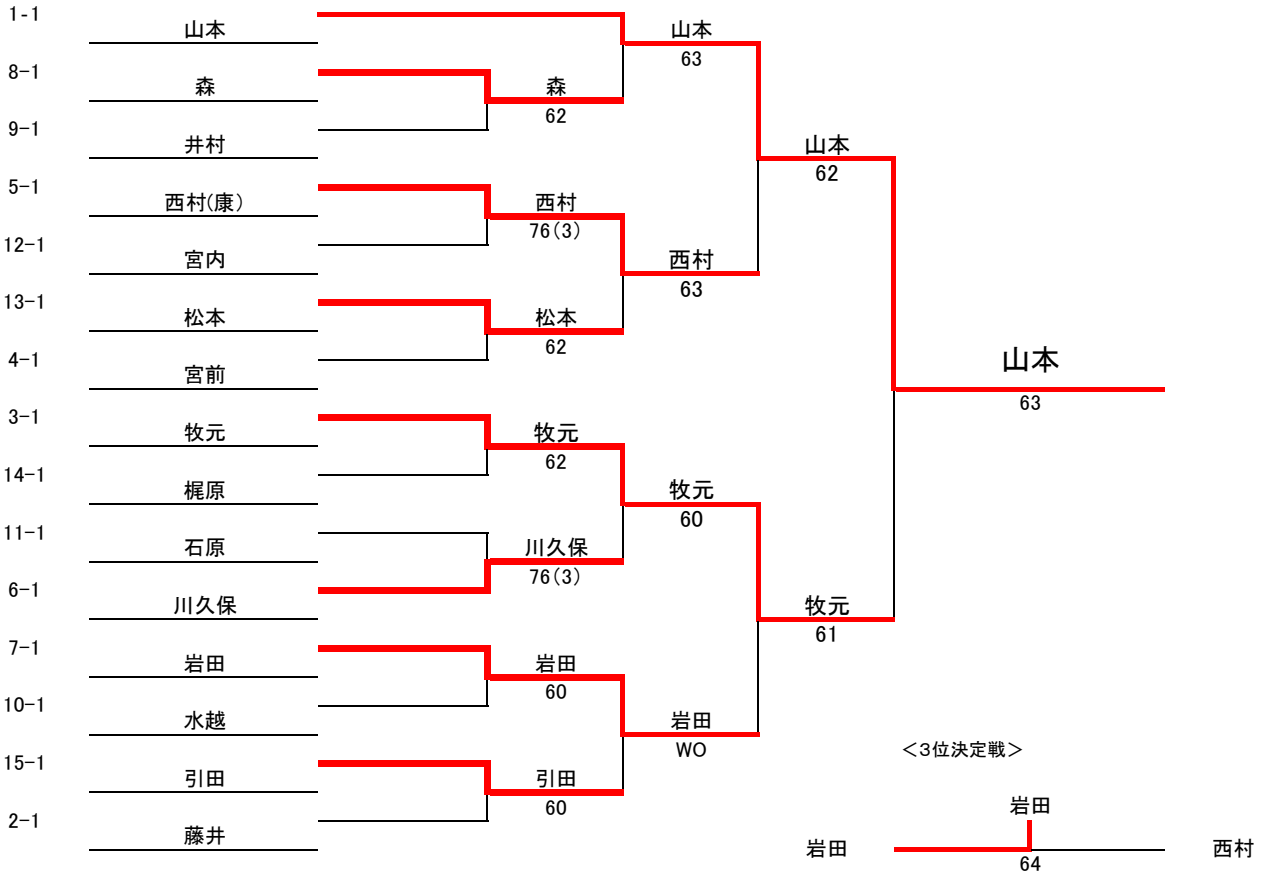 1-1
山本
8-1
森
9-1
井村
5-1
西村(康)
12-1
宮内
13-1
松本
4-1
宮前
3-1
牧元
14-1
梶原
11-1
石原
6-1
川久保
7-1
岩田
10-1
水越
15-1
引田
2-1
藤井
森
62
西村
76(3)
松本
62
牧元
62
川久保
76(3)
岩田
60
引田
60
山本
63
西村
63
牧元
60
岩田
WO
山本
62
牧元
61
山本
63
＜3位決定戦＞
岩田
岩田
西村
64